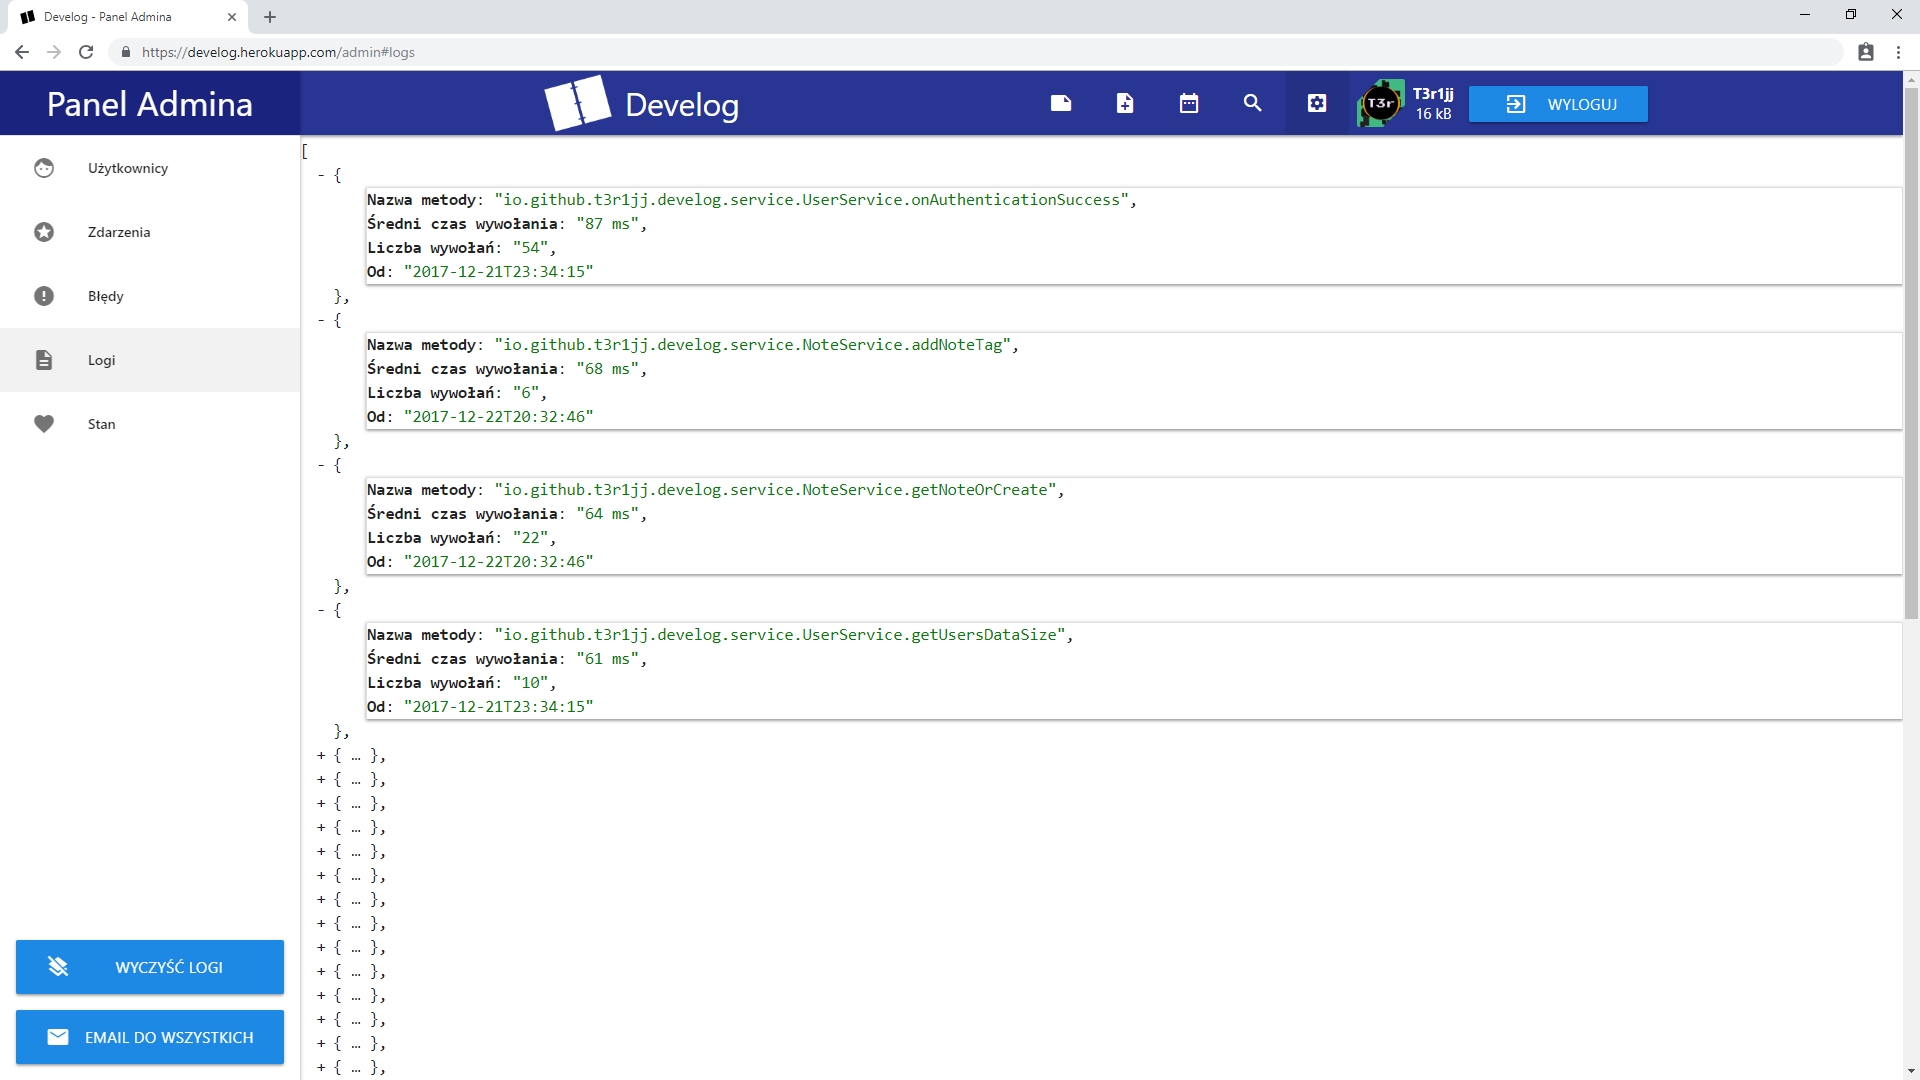 Develog - Panel Admina
https://develog.herokuapp.com/admin#logs
Panel Admina
Develog
T3r
T3r1jj
16 kB
WYLOGUJ
Użytkownicy
Zdarzenia
Błędy
Logi
Stan
WYCZYŚĆ LOGI
EMAIL DO WSZYSTKICH
[
- {
Nazwa metody: "io.github.t3r1jj.develog.service.UserService.onAuthenticationSuccess",
Średni czas wywołania: "87 ms",
Liczba wywołań: "54",
Od: "2017-12-21T23:34:15"
},
- {
Nazwa metody: "io.github.t3r1jj.develog.service.NoteService.addNoteTag",
Średni czas wywołania: "68 ms",
Liczba wywołań: "6",
Od: "2017-12-22T20:32:46"
},
- {
Nazwa metody: "io.github.t3r1jj.develog.service.NoteService.getNoteOrCreate",
Średni czas wywołania: "64 ms",
Liczba wywołań: "22",
Od: "2017-12-22T20:32:46"
},
- {
Nazwa metody: "io.github.t3r1jj.develog.service.UserService.getUsersDataSize",
Średni czas wywołania: "61 ms",
Liczba wywołań: "10",
Od: "2017-12-21T23:34:15"
},
+ { … },
+ { … },
+ { … },
+ { … },
+ { … },
+ { … },
+ { … },
+ { … },
+ { … },
+ { … },
+ { … },
+ { … },
+ { … },
+ { … },